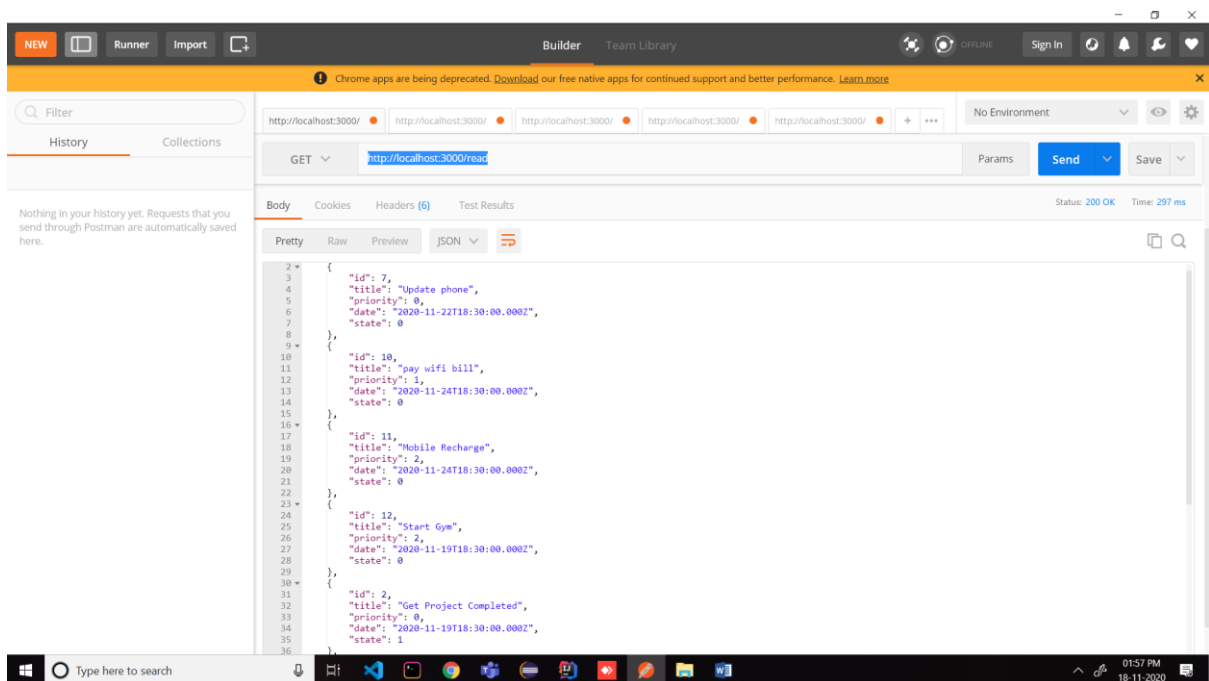 NEW Runner Import Builder Team Library OFFLINE Sign In
Chrome apps are being deprecated. Download our free native apps for continued support and better performance. Learn more
Filter
History Collections
Nothing in your history yet. Requests that you
send through Postman are automatically saved
here.
http://localhost:3000/ http://localhost:3000/ http://localhost:3000/ http://localhost:3000/ http://localhost:3000/ + ••• No Environment
GET http://localhost:3000/read Params Send Save
Body Cookies Headers (6) Test Results Status: 200 OK Time: 297 ms
Pretty Raw Preview JSON
2 {
3 "id": 7,
4 "title": "Update phone",
5 "priority": 0,
6 "date": "2020-11-22T18:30:00.000Z",
7 "state": 0
8 },
9 {
10 "id": 10,
11 "title": "pay wifi bill",
12 "priority": 1,
13 "date": "2020-11-24T18:30:00.000Z",
14 "state": 0
15 },
16 {
17 "id": 11,
18 "title": "Mobile Recharge",
19 "priority": 2,
20 "date": "2020-11-24T18:30:00.000Z",
21 "state": 0
22 },
23 {
24 "id": 12,
25 "title": "Start Gym",
26 "priority": 2,
27 "date": "2020-11-19T18:30:00.000Z",
28 "state": 0
29 },
30 {
31 "id": 2,
32 "title": "Get Project Completed",
33 "priority": 0,
34 "date": "2020-11-19T18:30:00.000Z",
35 "state": 1
36 },
Type here to search
01:57 PM
18-11-2020